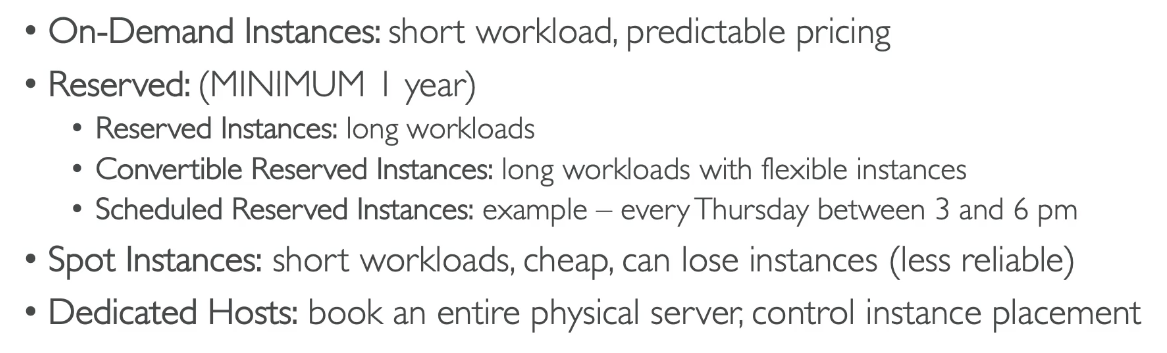 • On-Demand Instances: short workload, predictable pricing
• Reserved: (MINIMUM 1 year)
• Reserved Instances: long workloads
• Convertible Reserved Instances: long workloads with flexible instances
• Scheduled Reserved Instances: example – every Thursday between 3 and 6 pm
• Spot Instances: short workloads, cheap, can lose instances (less reliable)
• Dedicated Hosts: book an entire physical server, control instance placement